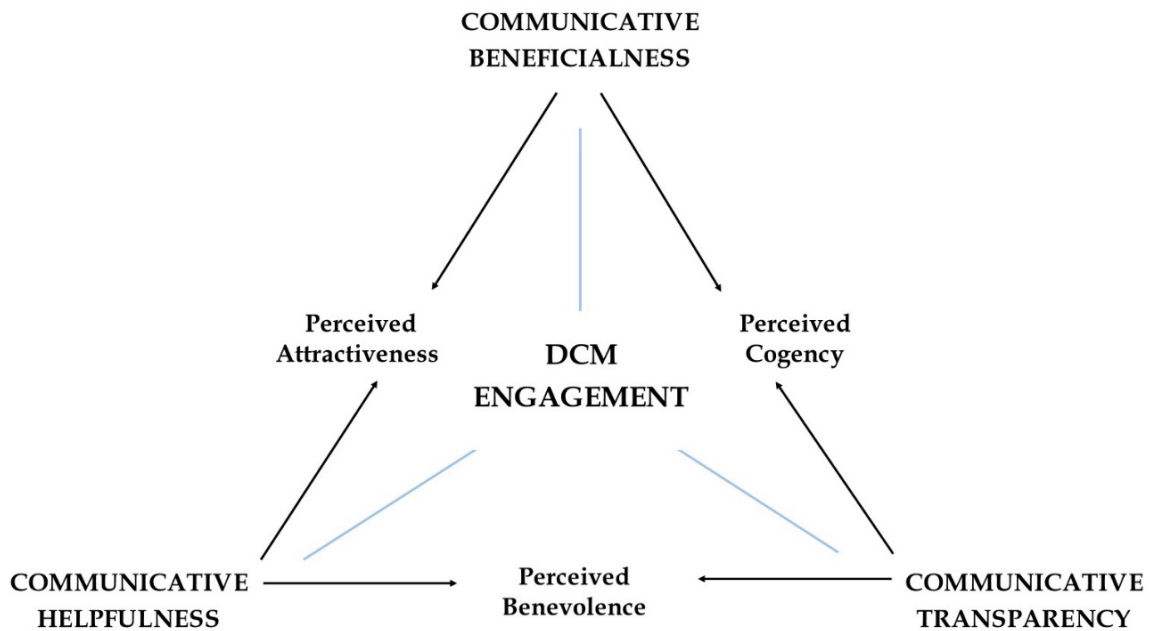 COMMUNICATIVE
BENEFICIALNESS
Perceived
Attractiveness
DCM
ENGAGEMENT
Perceived
Cogency
COMMUNICATIVE
HELPFULNESS
Perceived
Benevolence
COMMUNICATIVE
TRANSPARENCY